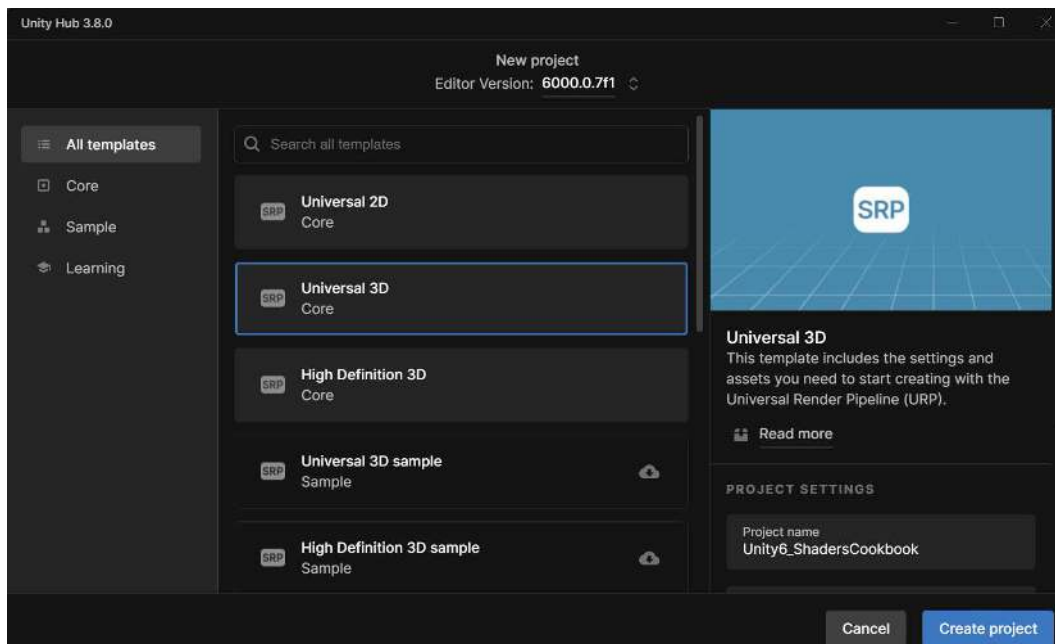 Unity Hub 3.8.0
New project
Editor Version: 6000.0.7f1
All templates
Core
Sample
Learning
Search all templates
SRP
Universal 2D
Core
SRP
Universal 3D
Core
SRP
High Definition 3D
Core
SRP
Universal 3D sample
Sample
SRP
High Definition 3D sample
Sample
SRP
Universal 3D
This template includes the settings and
assets you need to start creating with the
Universal Render Pipeline (URP).
Read more
PROJECT SETTINGS
Project name
Unity6_ShadersCookbook
Cancel
Create project